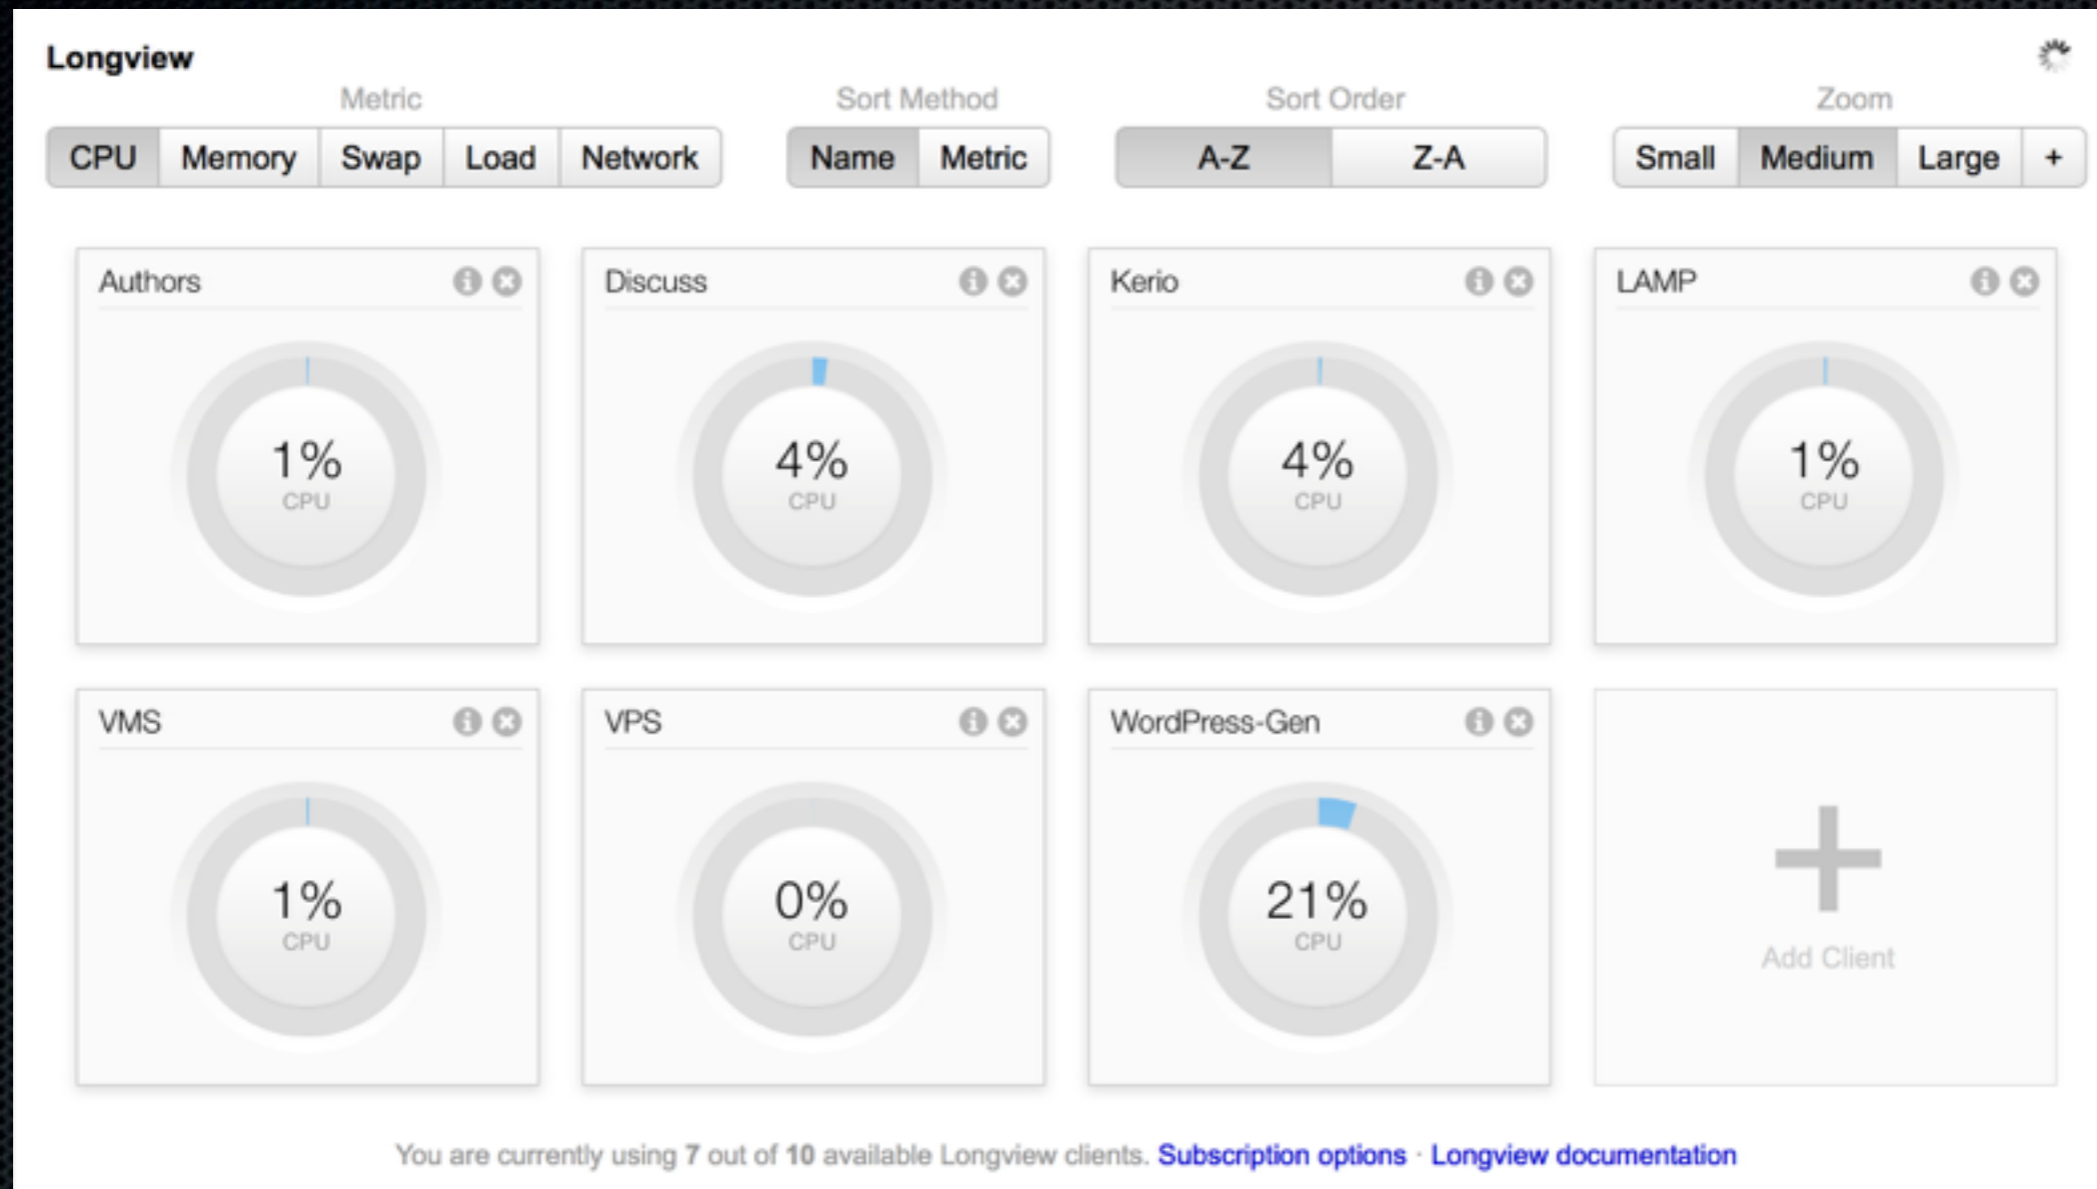 Longview
Metric Sort Method Sort Order Zoom
CPU Memory Swap Load Network Name Metric A-Z Z-A Small Medium Large +
Authors Discuss Kerio LAMP
1% 4% 4% 1%
CPU CPU CPU CPU
VMS VPS WordPress-Gen
1% 0% 21%
CPU CPU CPU
Add Client
You are currently using 7 out of 10 available Longview clients. Subscription options · Longview documentation